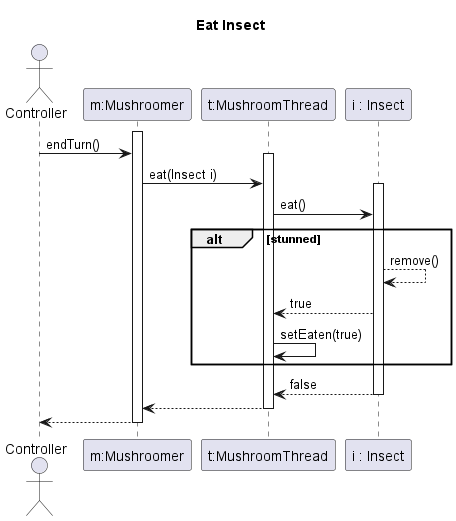 Eat Insect
Controller
m:Mushroomer
t:MushroomThread
i : Insect
endTurn()
eat(Insect i)
eat()
alt
[stunned]
remove()
true
setEaten(true)
false
Controller
m:Mushroomer
t:MushroomThread
i : Insect